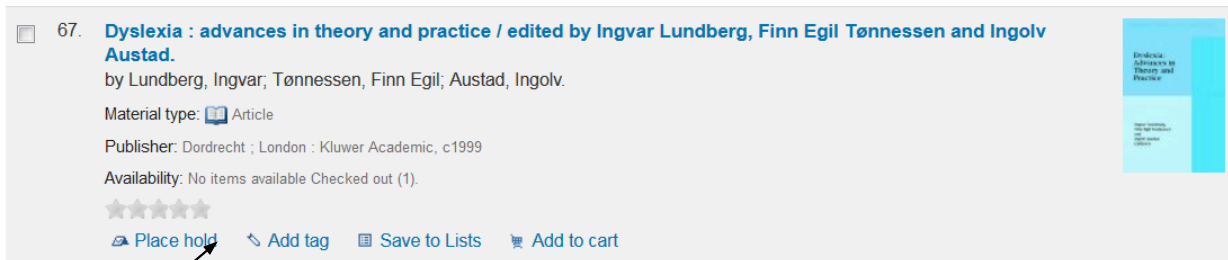 67. Dyslexia : advances in theory and practice / edited by Ingvar Lundberg, Finn Egil Tønnessen and Ingolv
Austad.
by Lundberg, Ingvar; Tønnessen, Finn Egil; Austad, Ingolv.
Material type: Article
Publisher: Dordrecht ; London : Kluwer Academic, c1999
Availability: No items available Checked out (1).
Place hold Add tag Save to Lists Add to cart
Dyslexia:
Advances in
Theory and
Practice